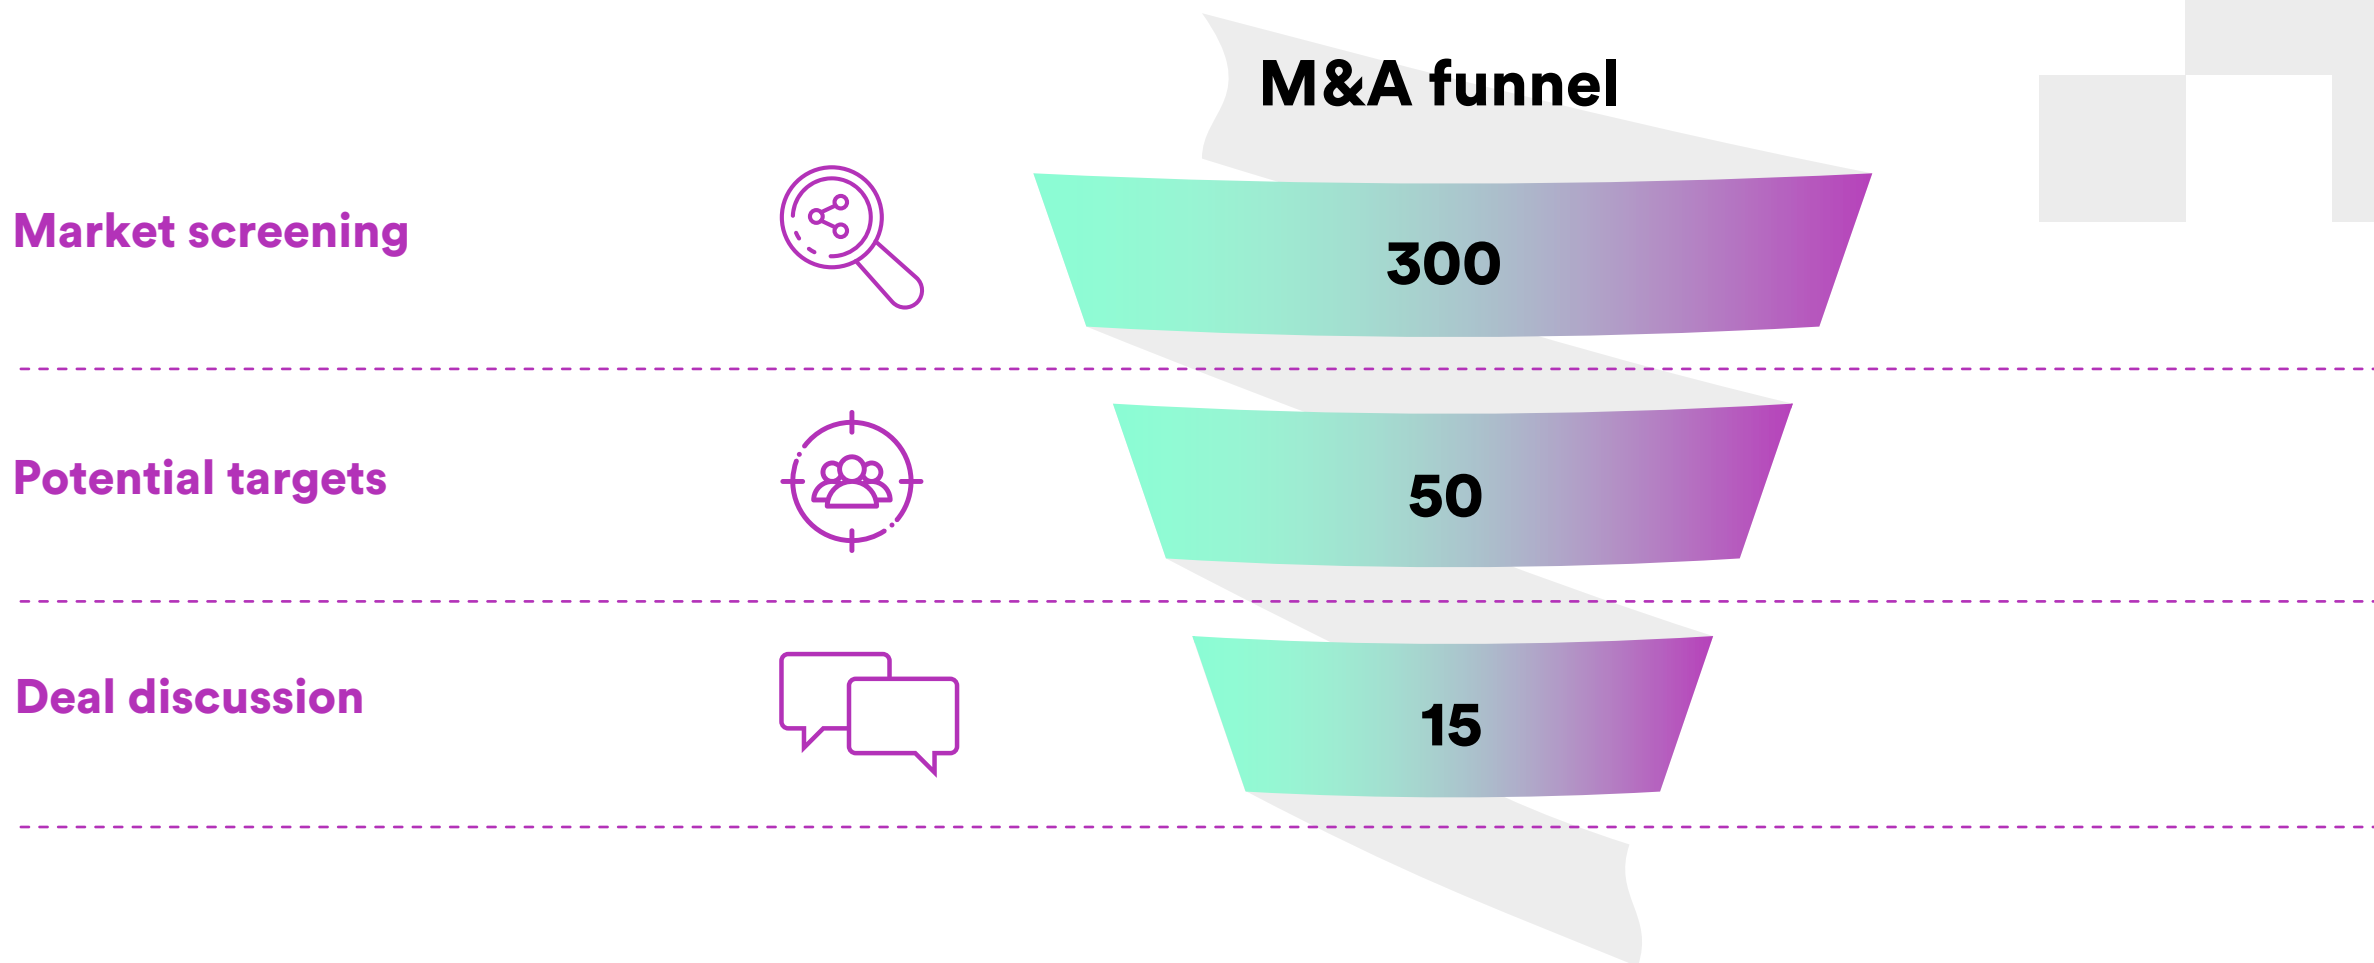 M&A funnel
Market screening
300
Potential targets
50
Deal discussion
15